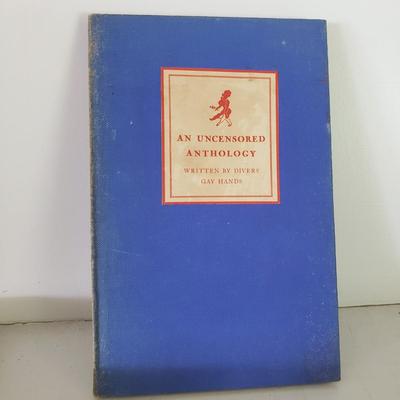 AN UNCENSORED
ANTHOLOGY
WRITTEN BY DIVERS
GAY HANDS